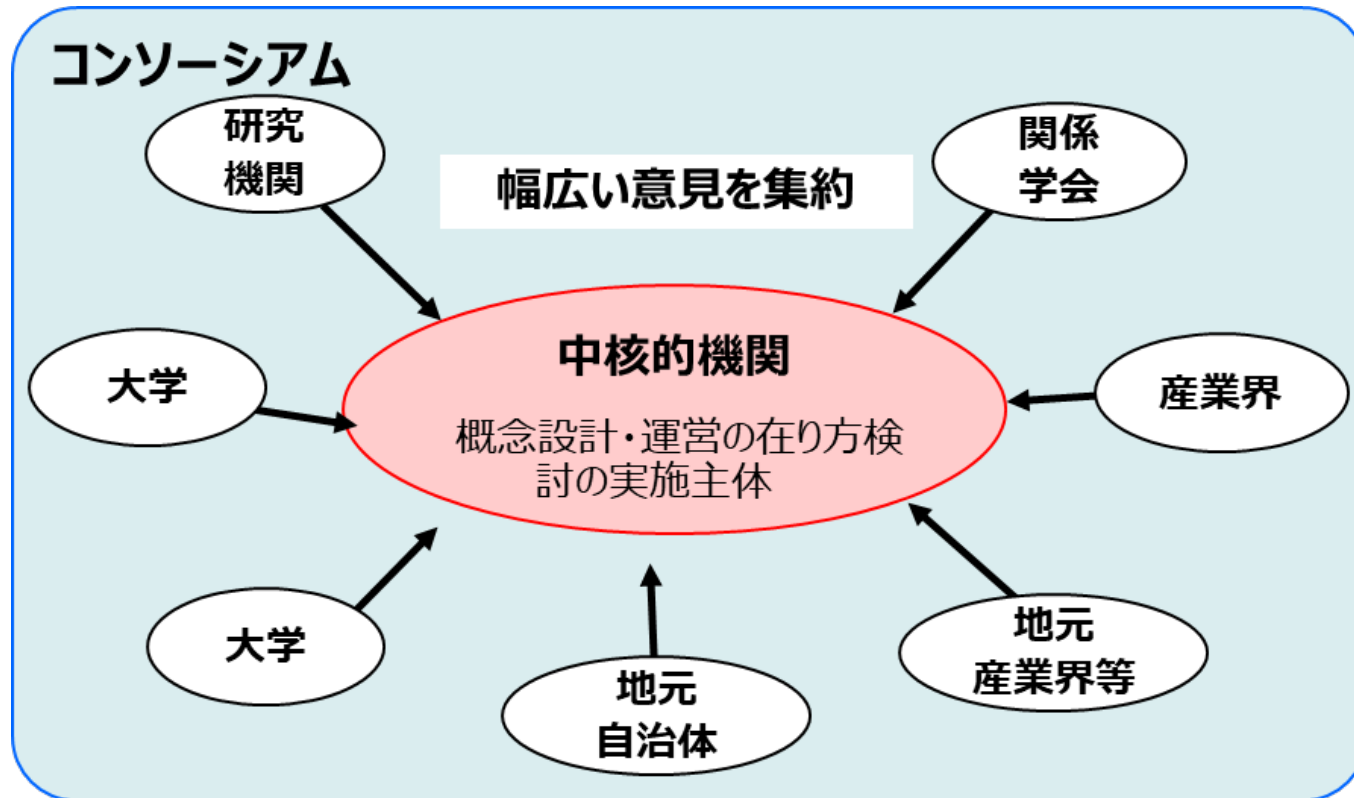 コンソーシアム
研究
機関
幅広い意見を集約
関係
学会
中核的機関
概念設計・運営の在り方検
討の実施主体
大学
産業界
大学
地元
自治体
地元
産業界等